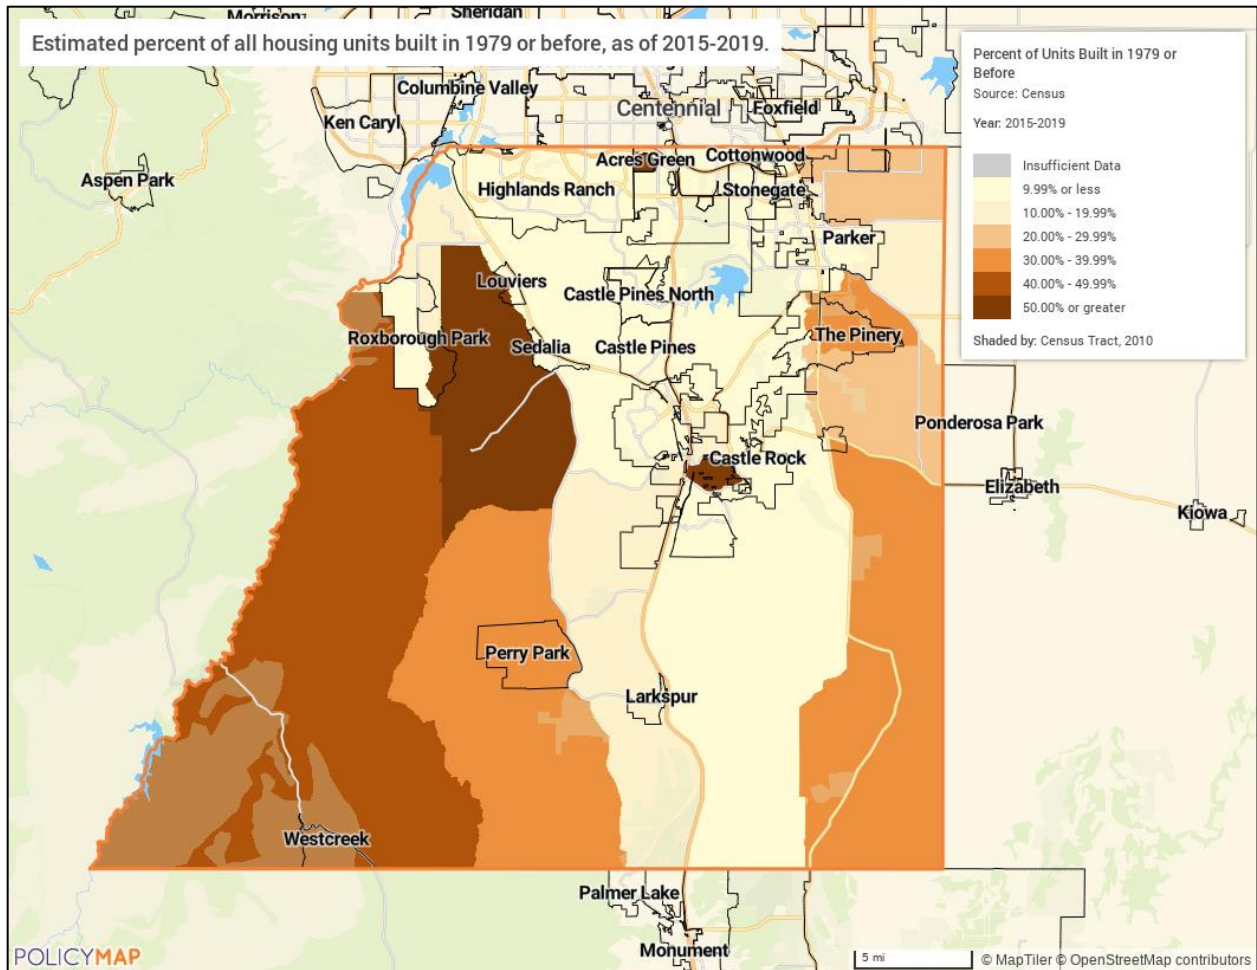 Morrison
Sheridan
Estimated percent of all housing units built in 1979 or before, as of 2015-2019.
Percent of Units Built in 1979 or
Before
Source: Census
Year: 2015-2019
Insufficient Data
9.99% or less
10.00% - 19.99%
20.00% - 29.99%
30.00% - 39.99%
40.00% - 49.99%
50.00% or greater
Shaded by: Census Tract, 2010
Columbine Valley
Centennial
Foxfield
Ken Caryl
Acres Green
Cottonwood
Aspen Park
Highlands Ranch
Stonegate
Parker
Louviers
Castle Pines North
Roxborough Park
Sedalia
Castle Pines
The Pinery
Ponderosa Park
Castle Rock
Elizabeth
Kiowa
Perry Park
Larkspur
Westcreek
Palmer Lake
Monument
POLICYMAP
5 mi
© MapTiler © OpenStreetMap contributors